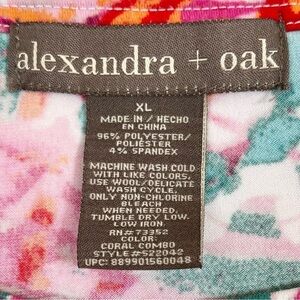 alexandra + oak
XL
MADE IN / HECHO
EN CHINA
96% POLYESTER/
POLIÉSTER
4% SPANDEX
MACHINE WASH COLD
WITH LIKE COLORS,
USE WOOL/DELICATE
WASH CYCLE.
ONLY NON-CHLORINE
BLEACH
WHEN NEEDED.
TUMBLE DRY LOW.
LOW IRON.
RN# 73352
COLOR:
CORAL COMBO
STYLE#522042
UPC: 889901560048